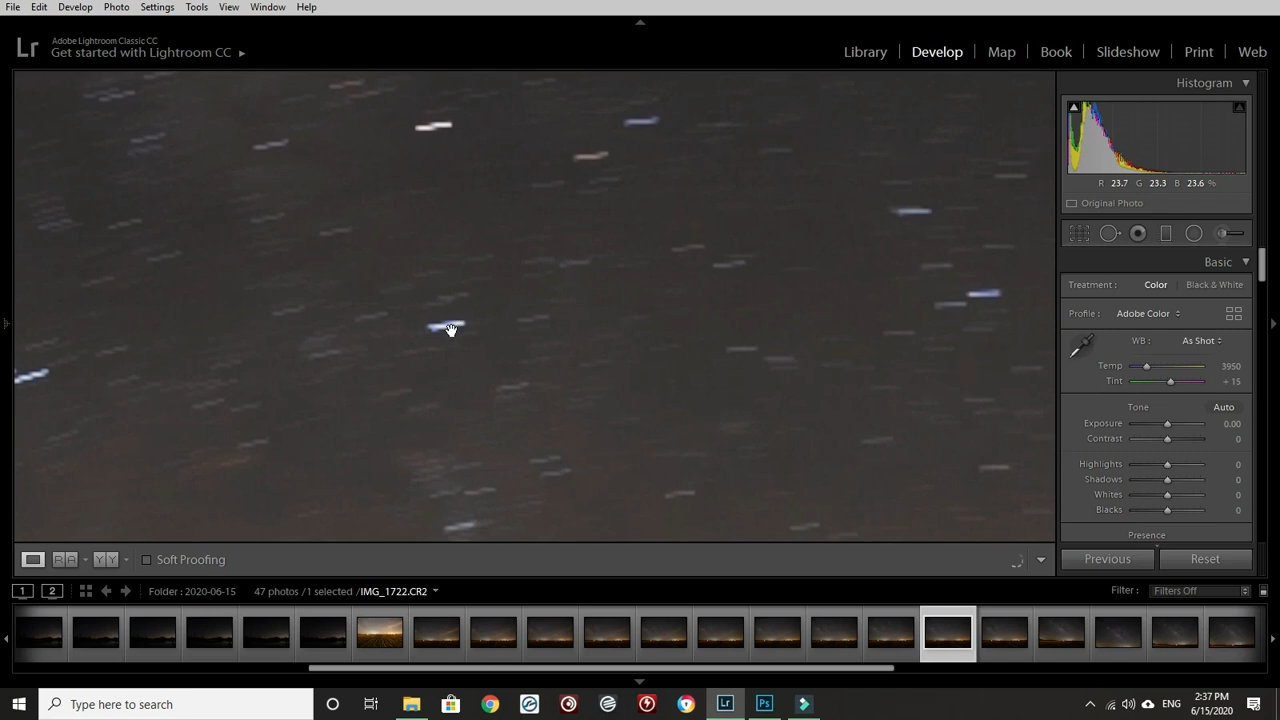 File Edit Develop Photo Settings Tools View Window Help
Lr
Adobe Lightroom Classic CC
Get started with Lightroom CC
Library | Develop | Map | Book | Slideshow | Print | Web
Histogram
R 23.7 G 23.3 B 23.6 %
Original Photo
Basic
Treatment : Color Black & White
Profile : Adobe Color
WB : As Shot
Temp 3950
Tint + 15
Tone Auto
Exposure 0.00
Contrast 0
Highlights 0
Shadows 0
Whites 0
Blacks 0
Presence
R A Y Y Soft Proofing
Previous Reset
1 2 Folder : 2020-06-15 47 photos / 1 selected / IMG_1722.CR2 Filter : Filters Off
Type here to search
Lr Ps
ENG
2:37 PM
6/15/2020